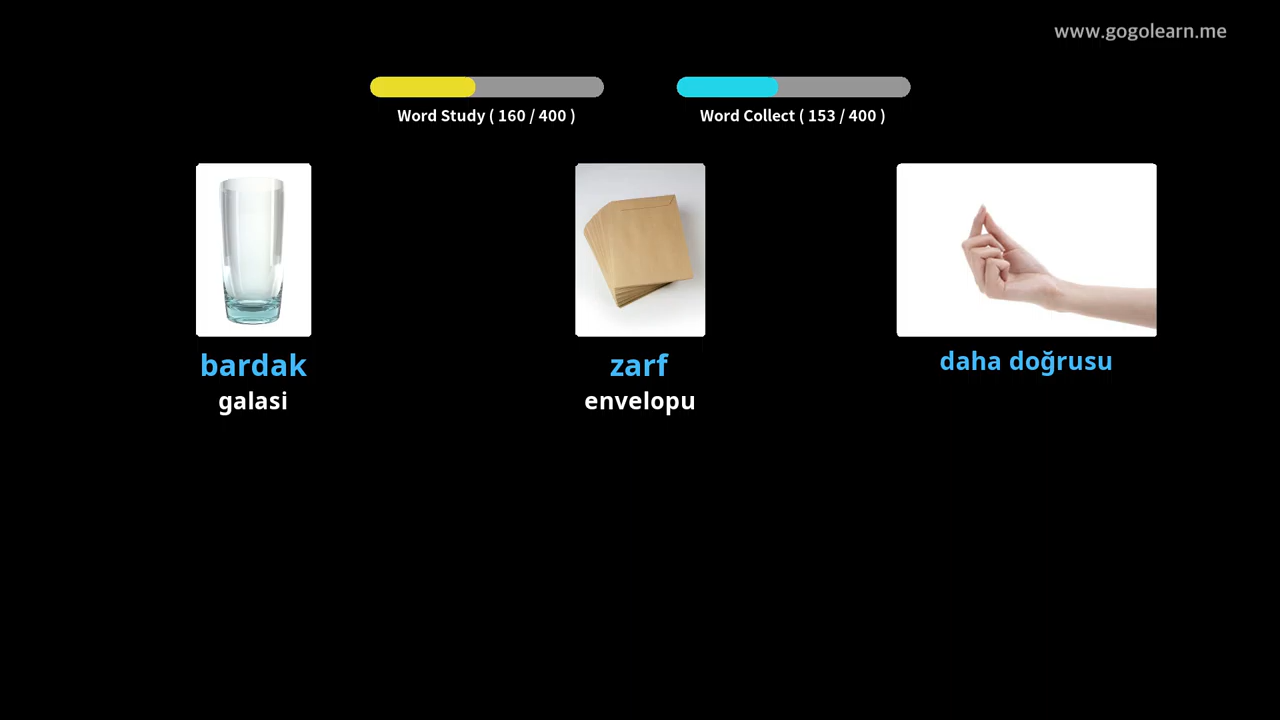 www.gogolearn.me
Word Study ( 160 / 400 )
Word Collect ( 153 / 400 )
bardak
galasi
zarf
envelopu
daha doğrusu